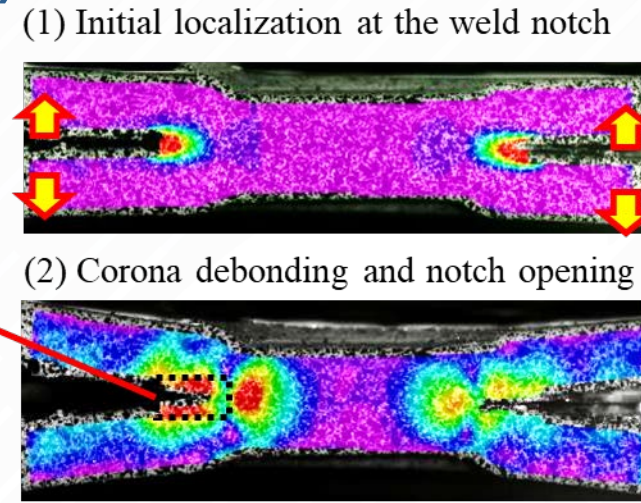 (1) Initial localization at the weld notch
(2) Corona debonding and notch opening